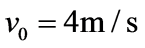 v₀ = 4m / s